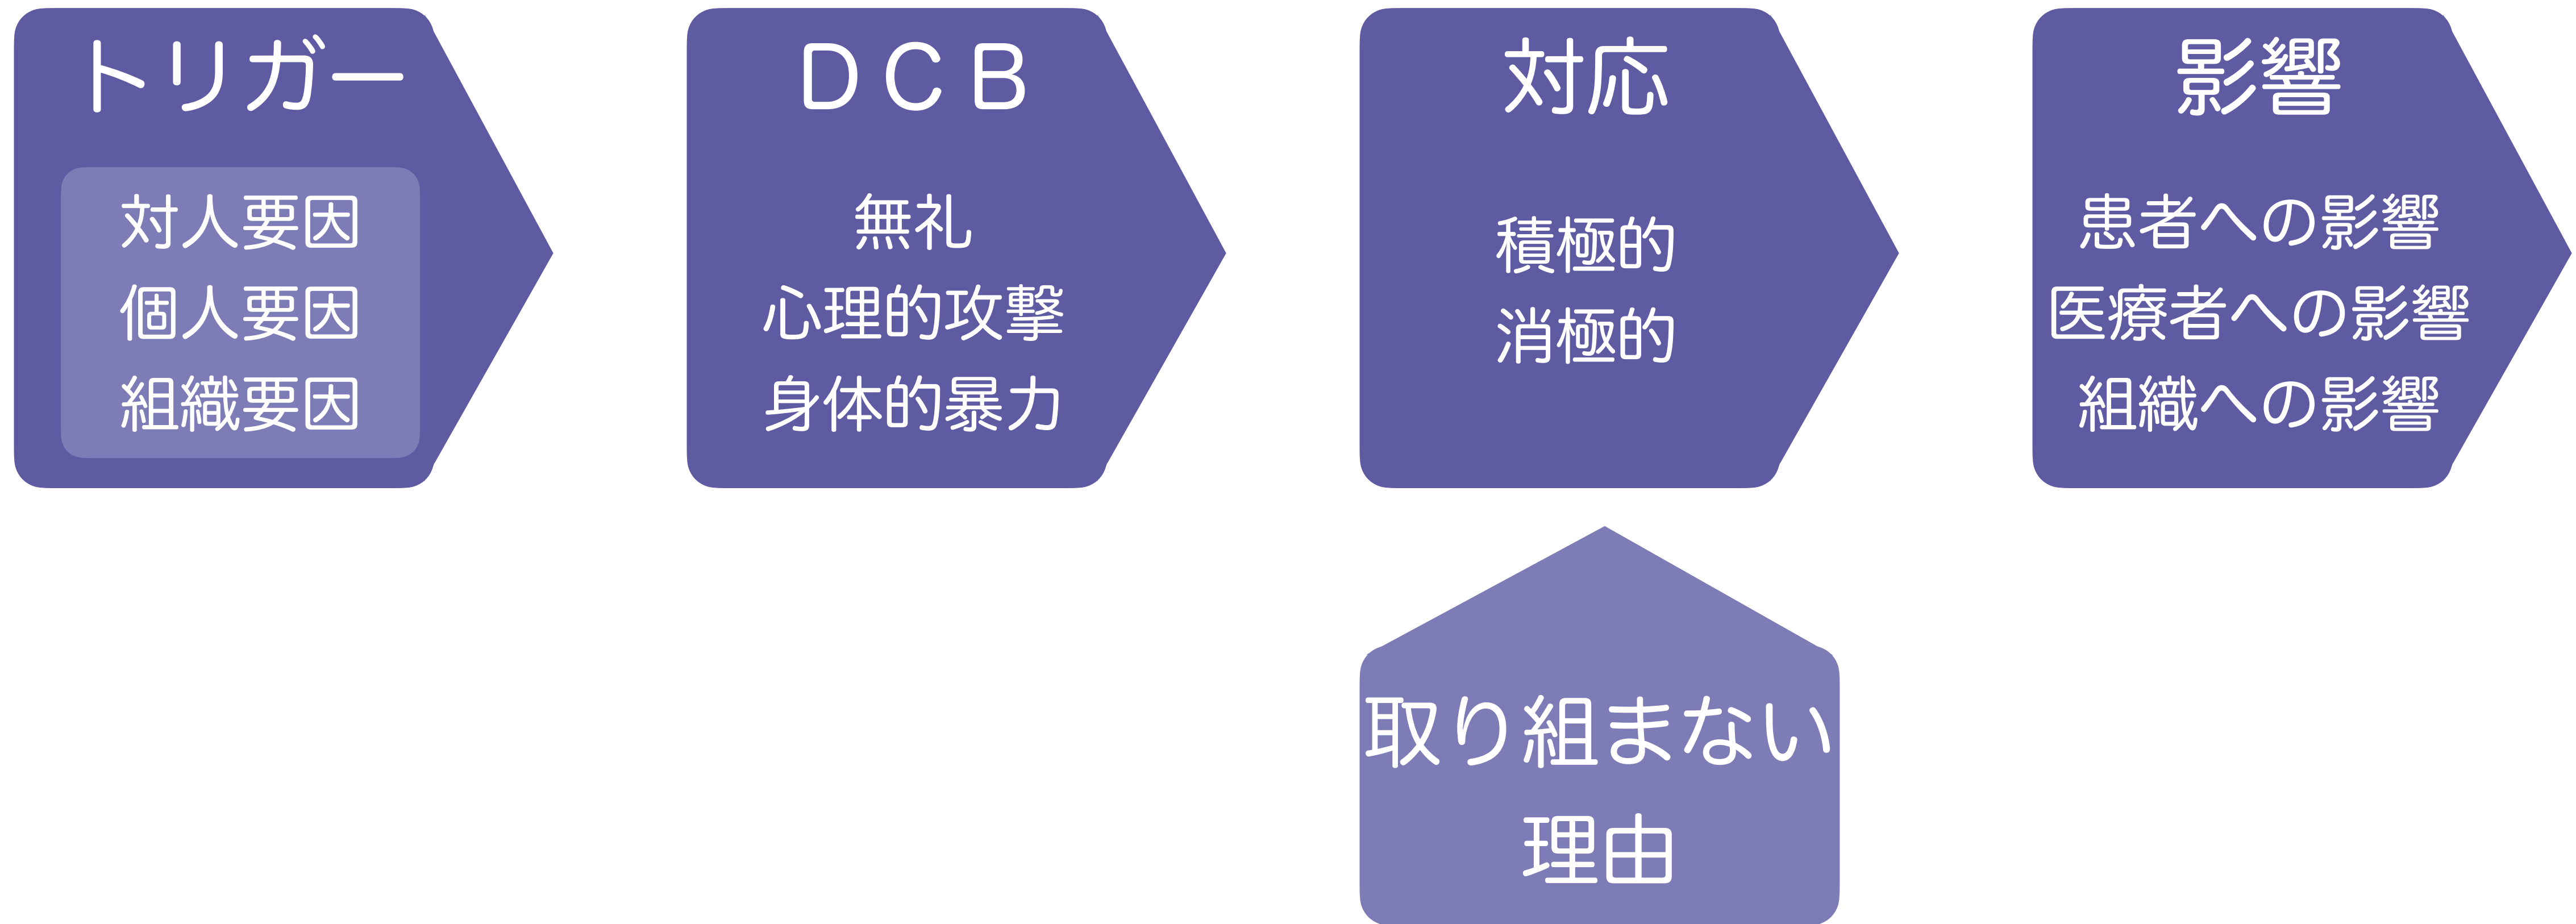 トリガー
対人要因
個人要因
組織要因
ＤＣＢ
無礼
心理的攻撃
身体的暴力
対応
積極的
消極的
影響
患者への影響
医療者への影響
組織への影響
取り組まない
理由